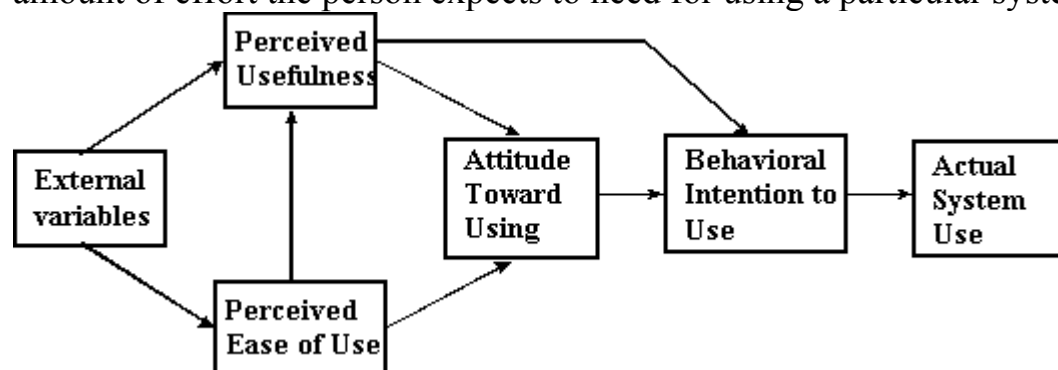 amount of effort the person expects to need for using a particular syste
Perceived
Usefulness
External
variables
Perceived
Ease of Use
Attitude
Toward
Using
Behavioral
Intention to
Use
Actual
System
Use